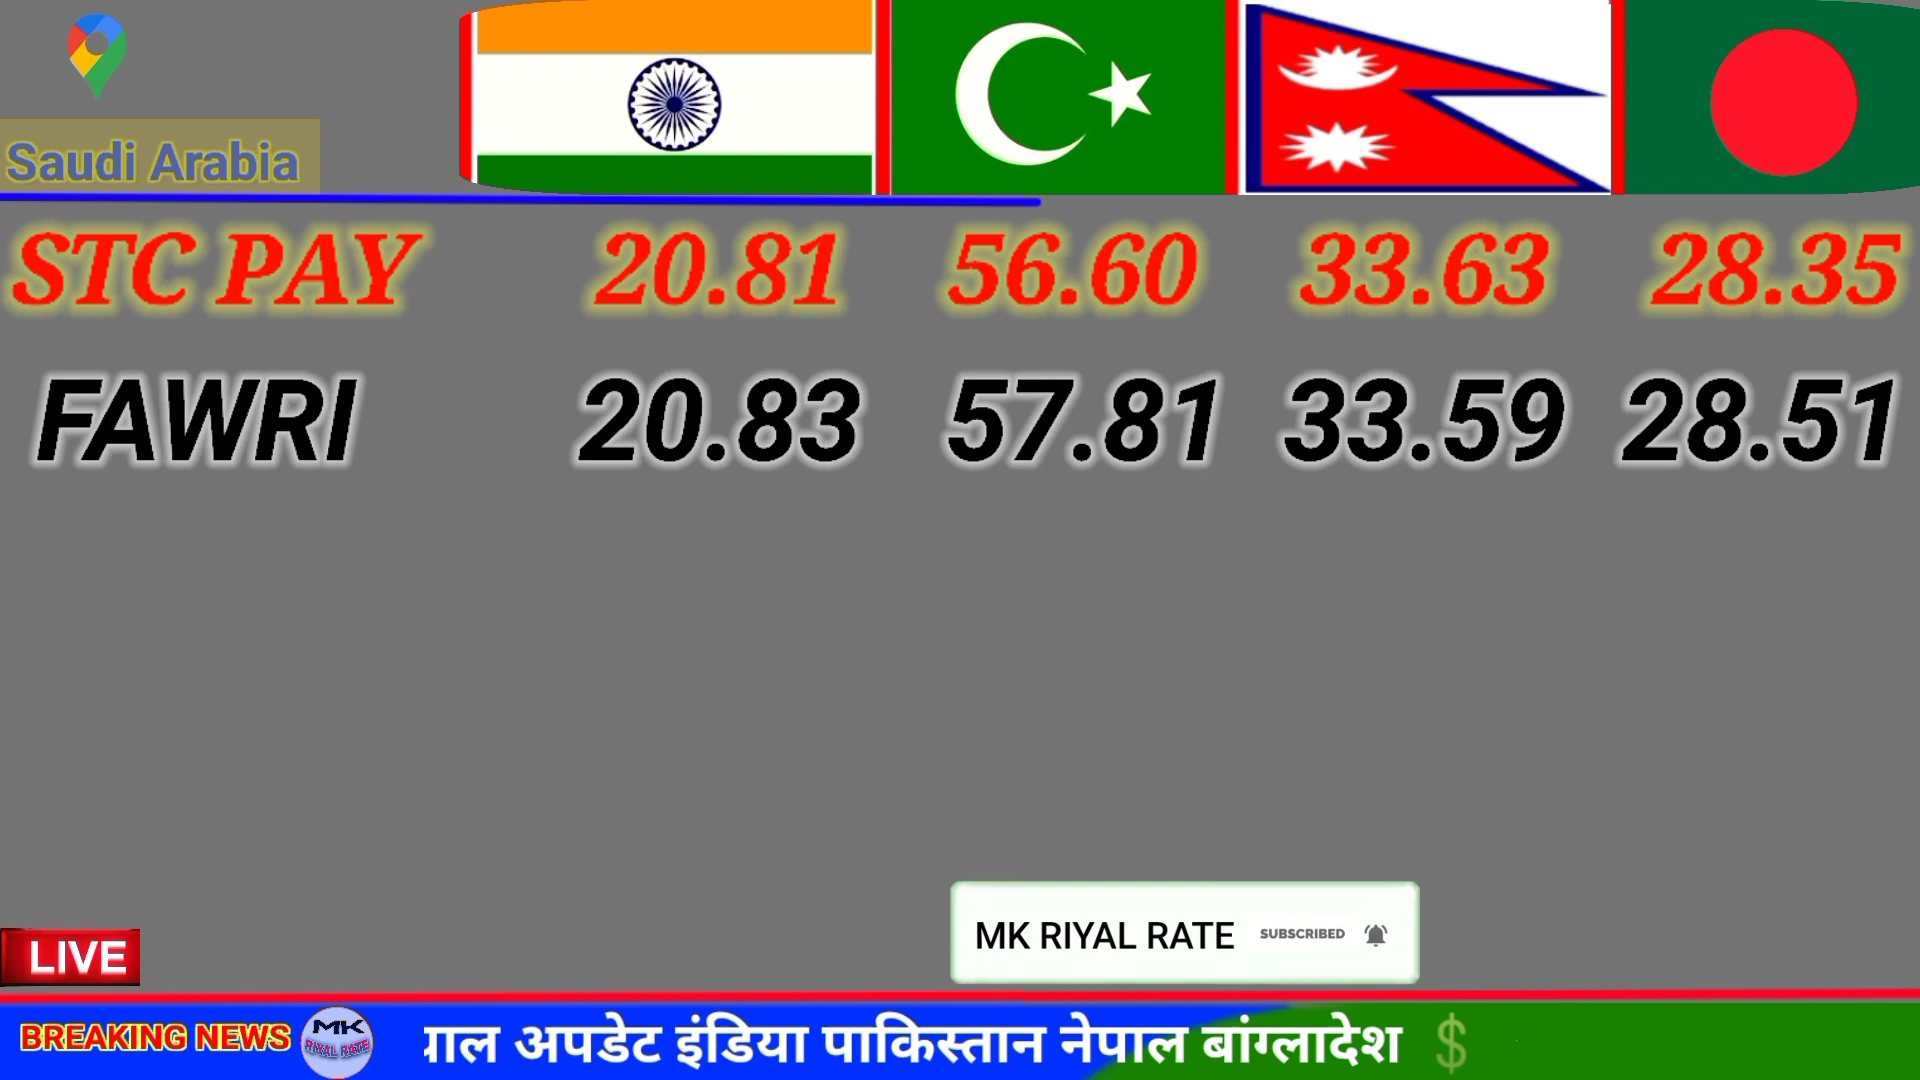 Saudi Arabia
STC PAY 20.81 56.60 33.63 28.35
FAWRI 20.83 57.81 33.59 28.51
MK RIYAL RATE SUBSCRIBED
LIVE
BREAKING NEWS
MK
RIYAL RATE
अपडेट इंडिया पाकिस्तान नेपाल बांग्लादेश $